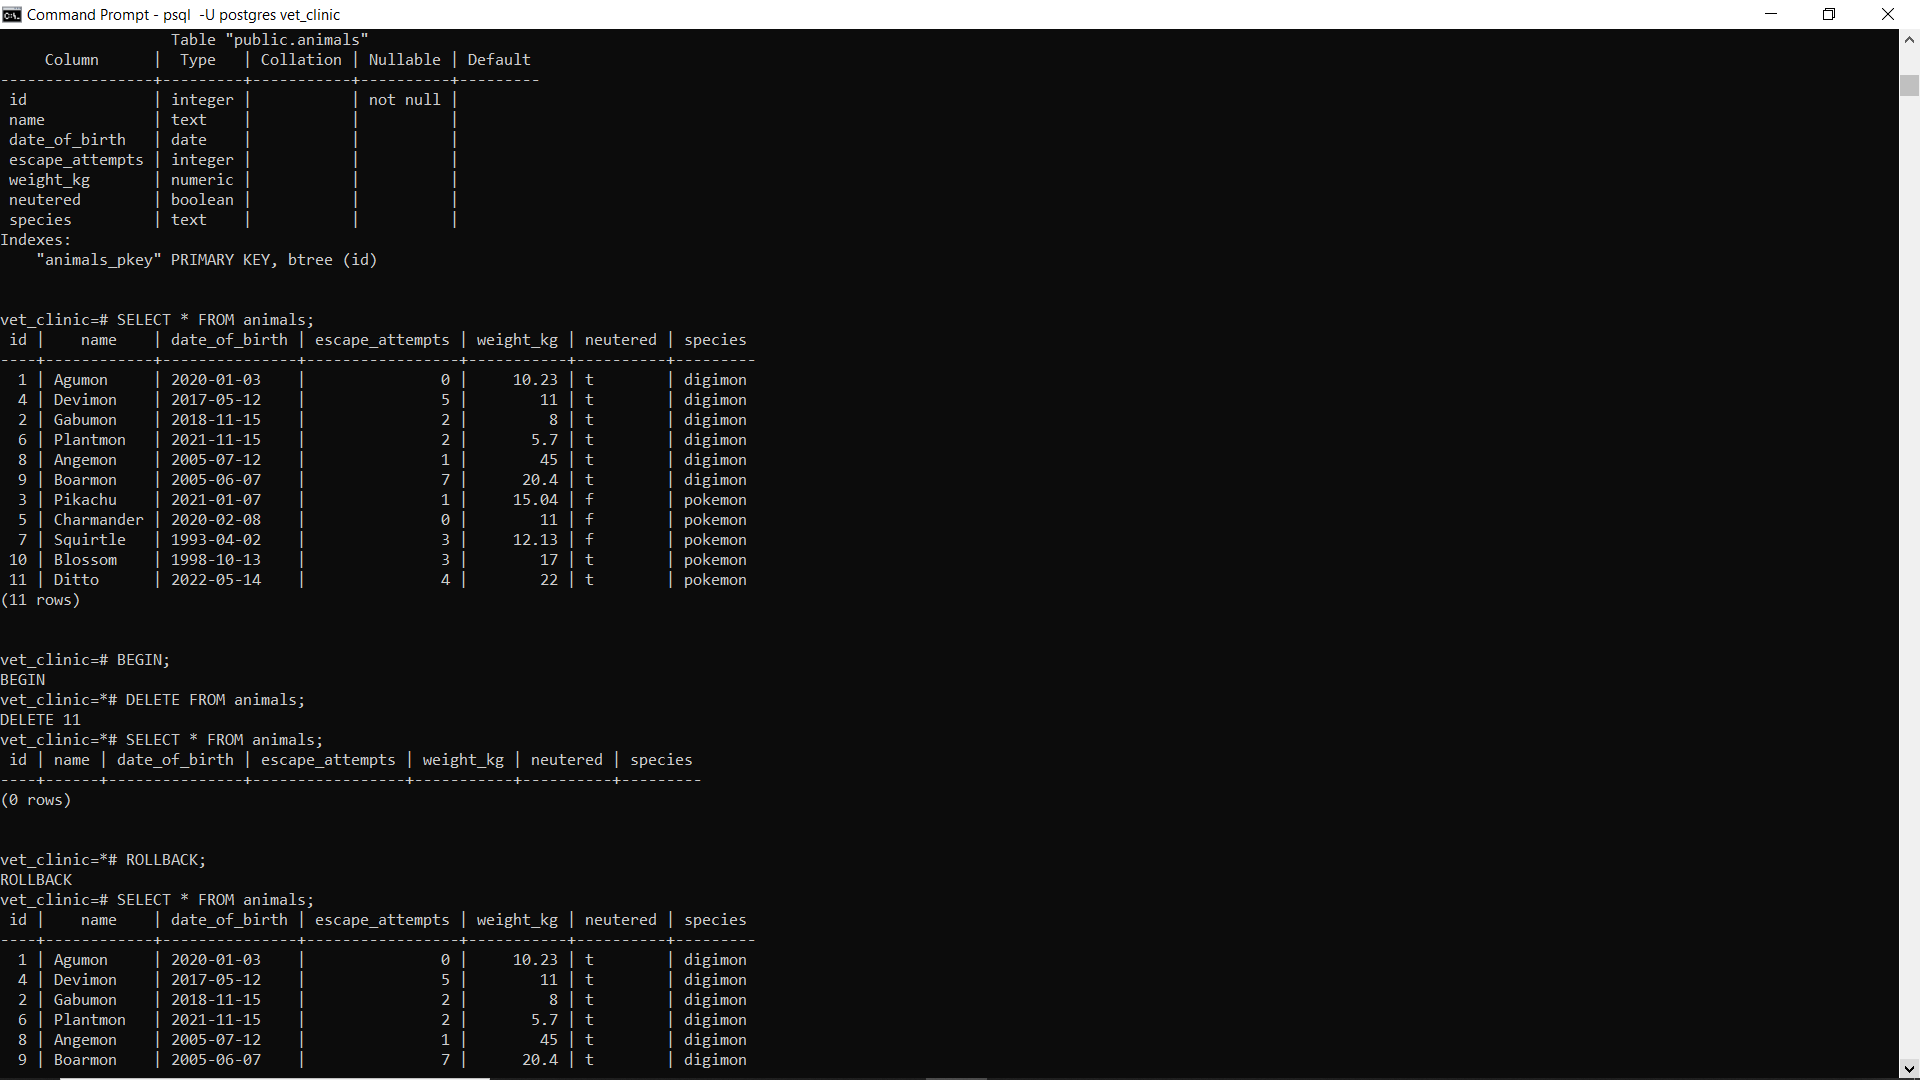 Command Prompt - psql  -U postgres vet_clinic
                   Table "public.animals"
     Column      |  Type   | Collation | Nullable | Default
-----------------+---------+-----------+----------+---------
 id              | integer |           | not null |
 name            | text    |           |          |
 date_of_birth   | date    |           |          |
 escape_attempts | integer |           |          |
 weight_kg       | numeric |           |          |
 neutered        | boolean |           |          |
 species         | text    |           |          |
Indexes:
    "animals_pkey" PRIMARY KEY, btree (id)
vet_clinic=# SELECT * FROM animals;
 id |    name    | date_of_birth | escape_attempts | weight_kg | neutered | species
----+------------+---------------+-----------------+-----------+----------+---------
  1 | Agumon     | 2020-01-03    |               0 |     10.23 | t        | digimon
  4 | Devimon    | 2017-05-12    |               5 |        11 | t        | digimon
  2 | Gabumon    | 2018-11-15    |               2 |         8 | t        | digimon
  6 | Plantmon   | 2021-11-15    |               2 |       5.7 | t        | digimon
  8 | Angemon    | 2005-07-12    |               1 |        45 | t        | digimon
  9 | Boarmon    | 2005-06-07    |               7 |      20.4 | t        | digimon
  3 | Pikachu    | 2021-01-07    |               1 |     15.04 | f        | pokemon
  5 | Charmander | 2020-02-08    |               0 |        11 | f        | pokemon
  7 | Squirtle   | 1993-04-02    |               3 |     12.13 | f        | pokemon
 10 | Blossom    | 1998-10-13    |               3 |        17 | t        | pokemon
 11 | Ditto      | 2022-05-14    |               4 |        22 | t        | pokemon
(11 rows)
vet_clinic=# BEGIN;
BEGIN
vet_clinic=*# DELETE FROM animals;
DELETE 11
vet_clinic=*# SELECT * FROM animals;
 id | name | date_of_birth | escape_attempts | weight_kg | neutered | species
----+------+---------------+-----------------+-----------+----------+---------
(0 rows)
vet_clinic=*# ROLLBACK;
ROLLBACK
vet_clinic=# SELECT * FROM animals;
 id |    name    | date_of_birth | escape_attempts | weight_kg | neutered | species
----+------------+---------------+-----------------+-----------+----------+---------
  1 | Agumon     | 2020-01-03    |               0 |     10.23 | t        | digimon
  4 | Devimon    | 2017-05-12    |               5 |        11 | t        | digimon
  2 | Gabumon    | 2018-11-15    |               2 |         8 | t        | digimon
  6 | Plantmon   | 2021-11-15    |               2 |       5.7 | t        | digimon
  8 | Angemon    | 2005-07-12    |               1 |        45 | t        | digimon
  9 | Boarmon    | 2005-06-07    |               7 |      20.4 | t        | digimon